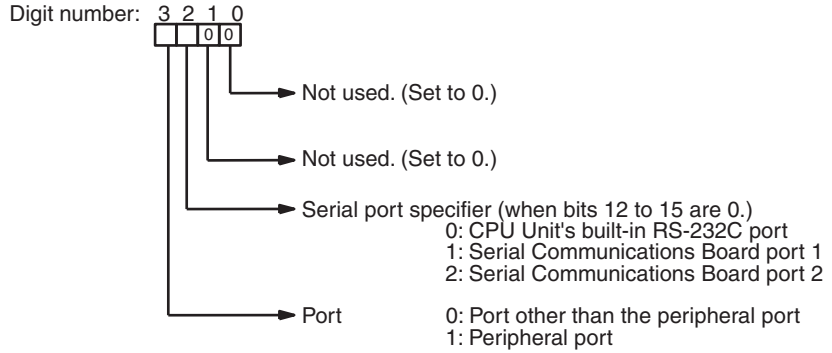 Digit number: 3 2 1 0
0 0
Not used. (Set to 0.)
Not used. (Set to 0.)
Serial port specifier (when bits 12 to 15 are 0.)
0: CPU Unit's built-in RS-232C port
1: Serial Communications Board port 1
2: Serial Communications Board port 2
Port 0: Port other than the peripheral port
1: Peripheral port